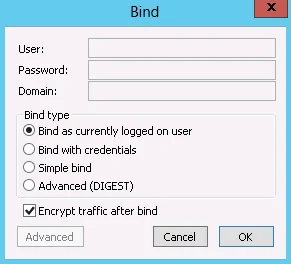 Bind
x
User:
Password:
Domain:
Bind type
Bind as currently logged on user
Bind with credentials
Simple bind
Advanced (DIGEST)
Encrypt traffic after bind
Advanced Cancel OK